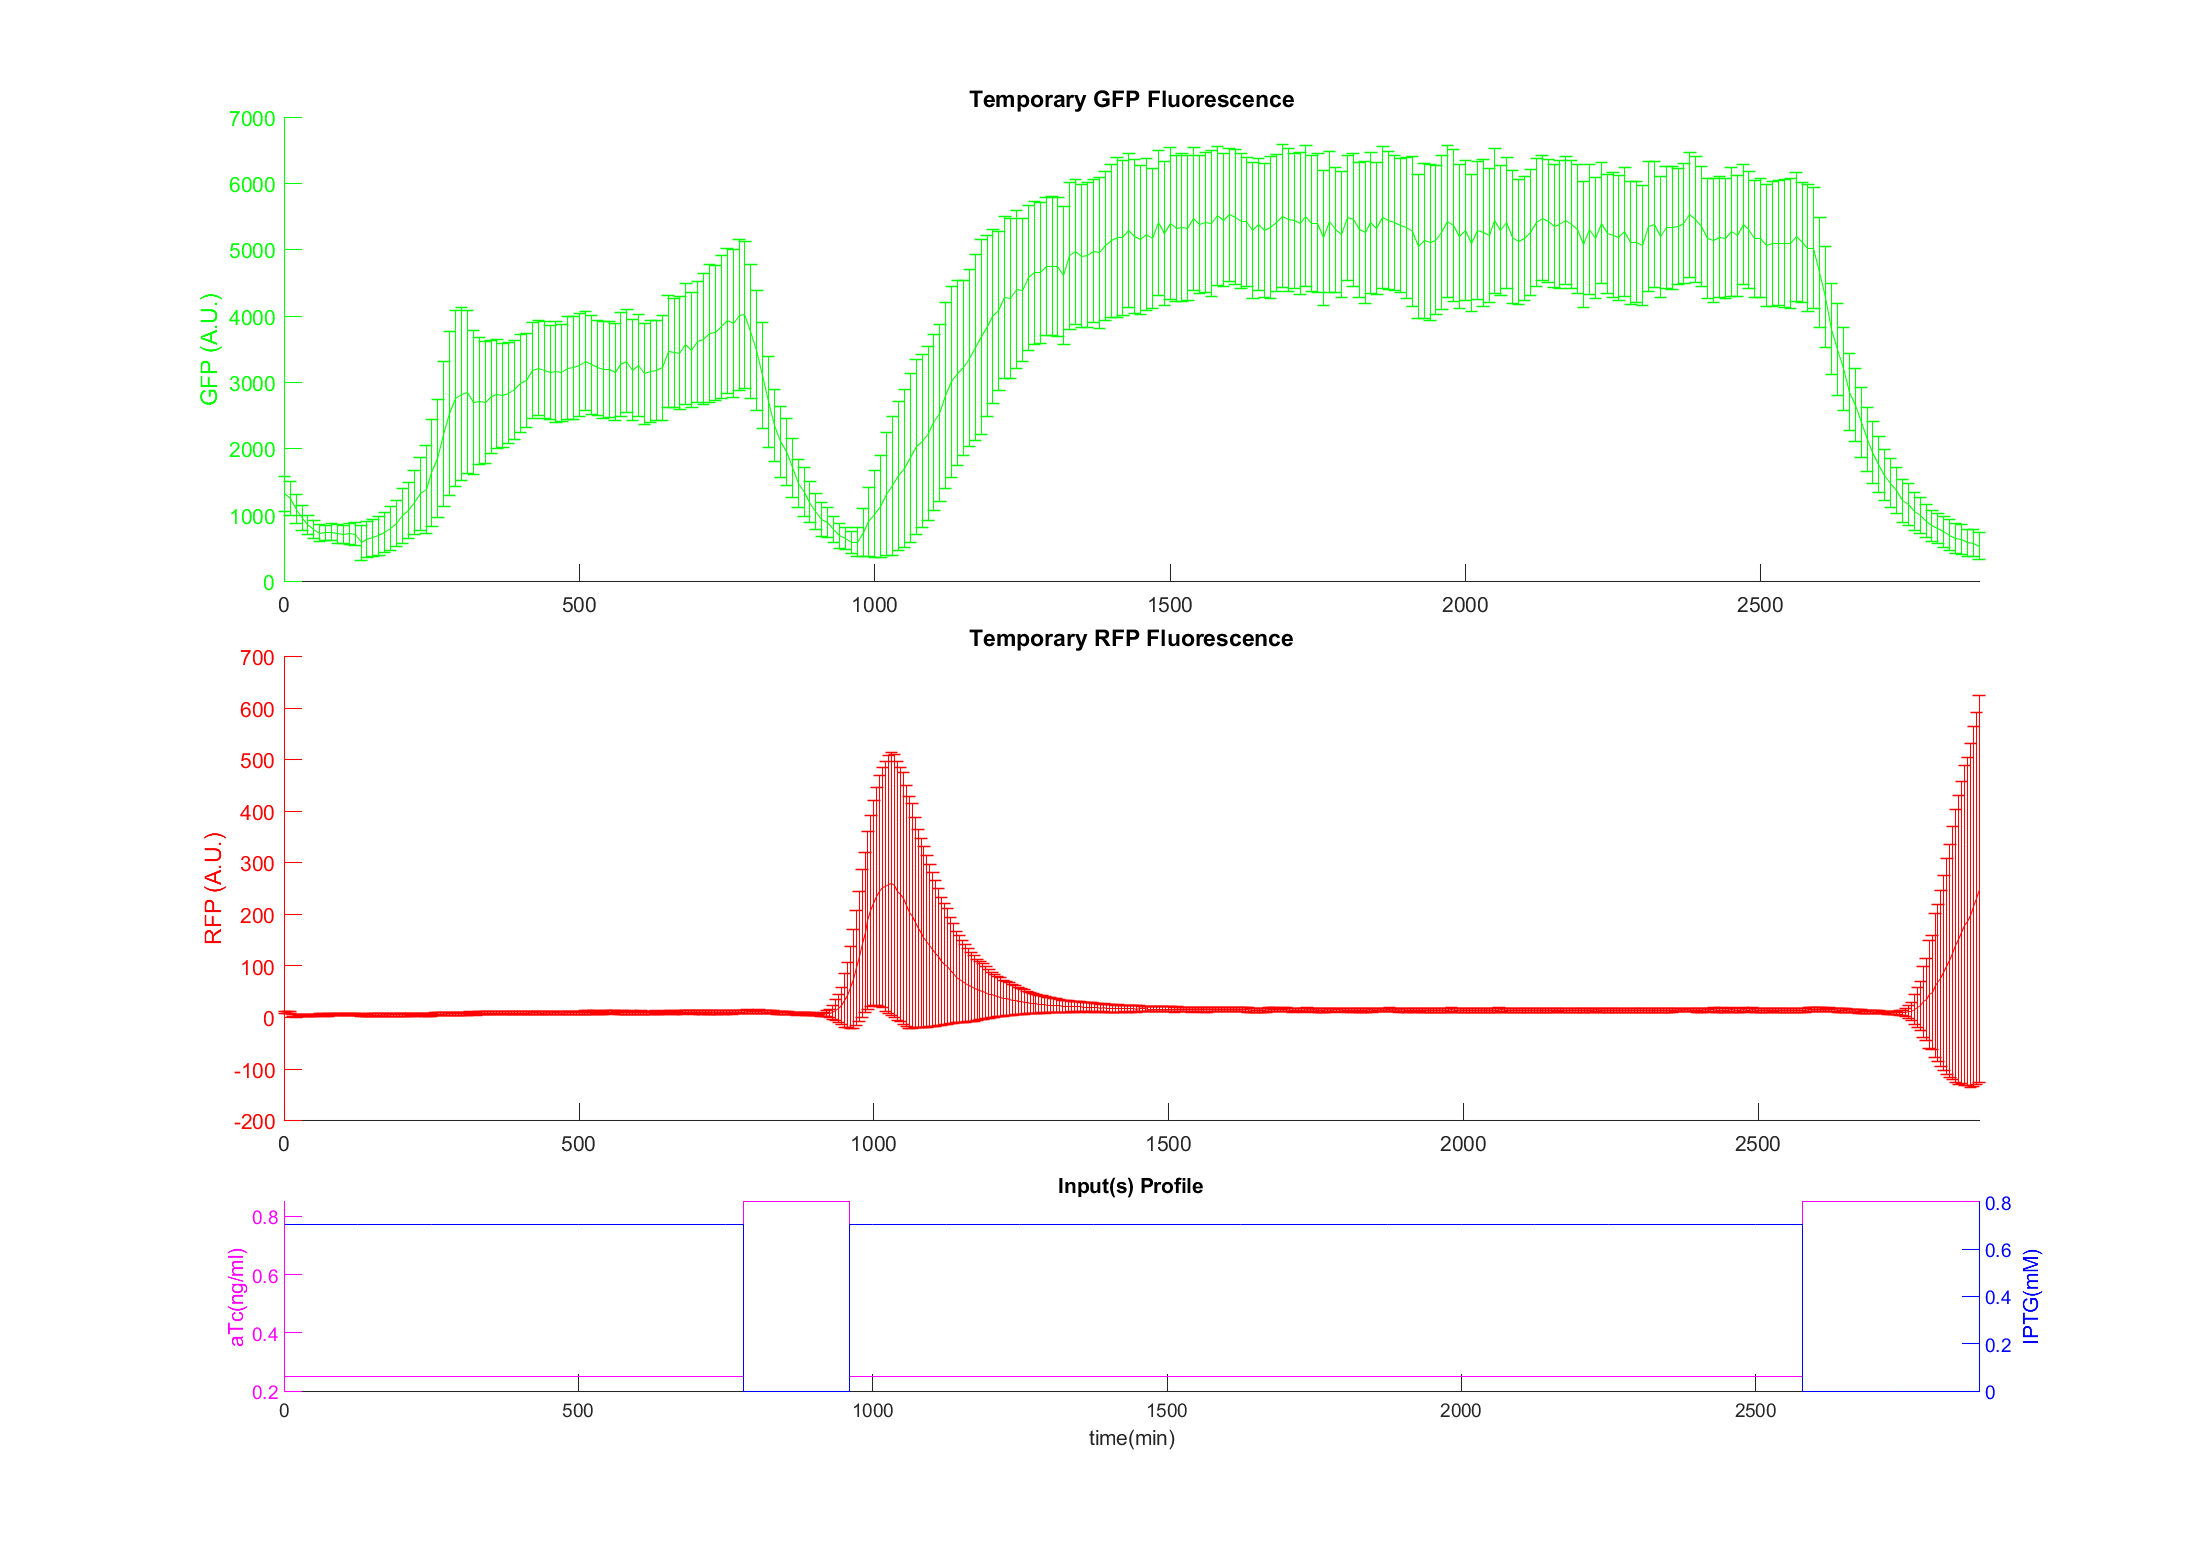 Temporary GFP Fluorescence
GFP (A.U.)
7000
6000
5000
4000
3000
2000
1000
0
0 500 1000 1500 2000 2500
Temporary RFP Fluorescence
RFP (A.U.)
700
600
500
400
300
200
100
0
-100
-200
0 500 1000 1500 2000 2500
Input(s) Profile
aTc(ng/ml)
0.8
0.6
0.4
0.2
IPTG(mM)
0.8
0.6
0.4
0.2
0
0 500 1000 1500 2000 2500
time(min)